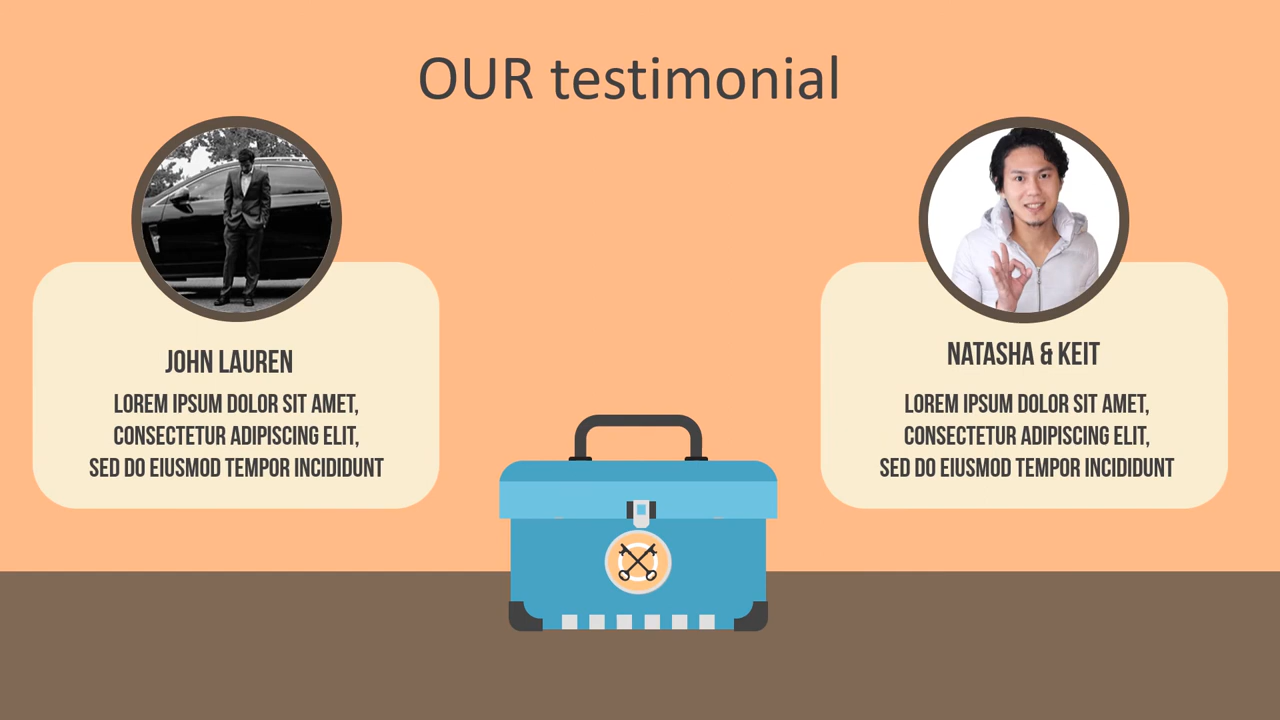 OUR testimonial
JOHN LAUREN
LOREM IPSUM DOLOR SIT AMET,
CONSECTETUR ADIPISCING ELIT,
SED DO EIUSMOD TEMPOR INCIDIDUNT
NATASHA & KEIT
LOREM IPSUM DOLOR SIT AMET,
CONSECTETUR ADIPISCING ELIT,
SED DO EIUSMOD TEMPOR INCIDIDUNT